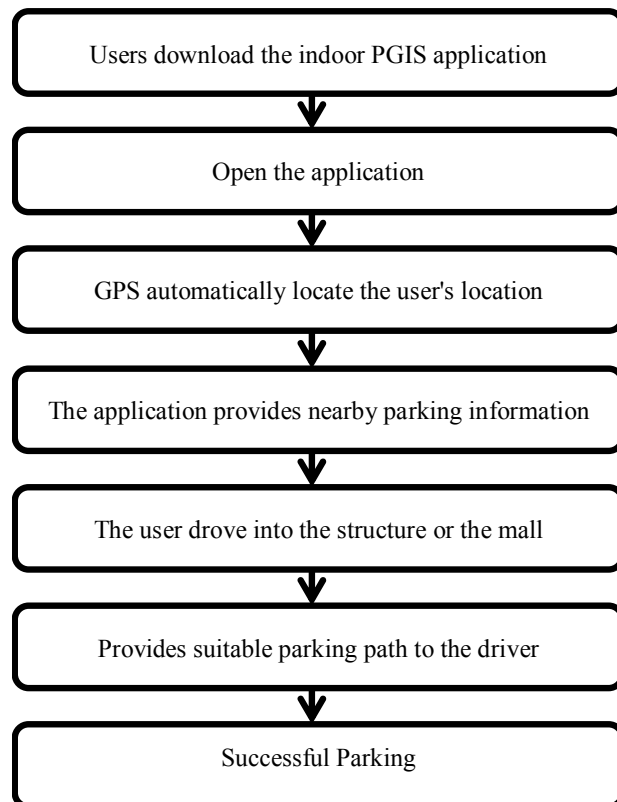 Users download the indoor PGIS application
Open the application
GPS automatically locate the user's location
The application provides nearby parking information
The user drove into the structure or the mall
Provides suitable parking path to the driver
Successful Parking